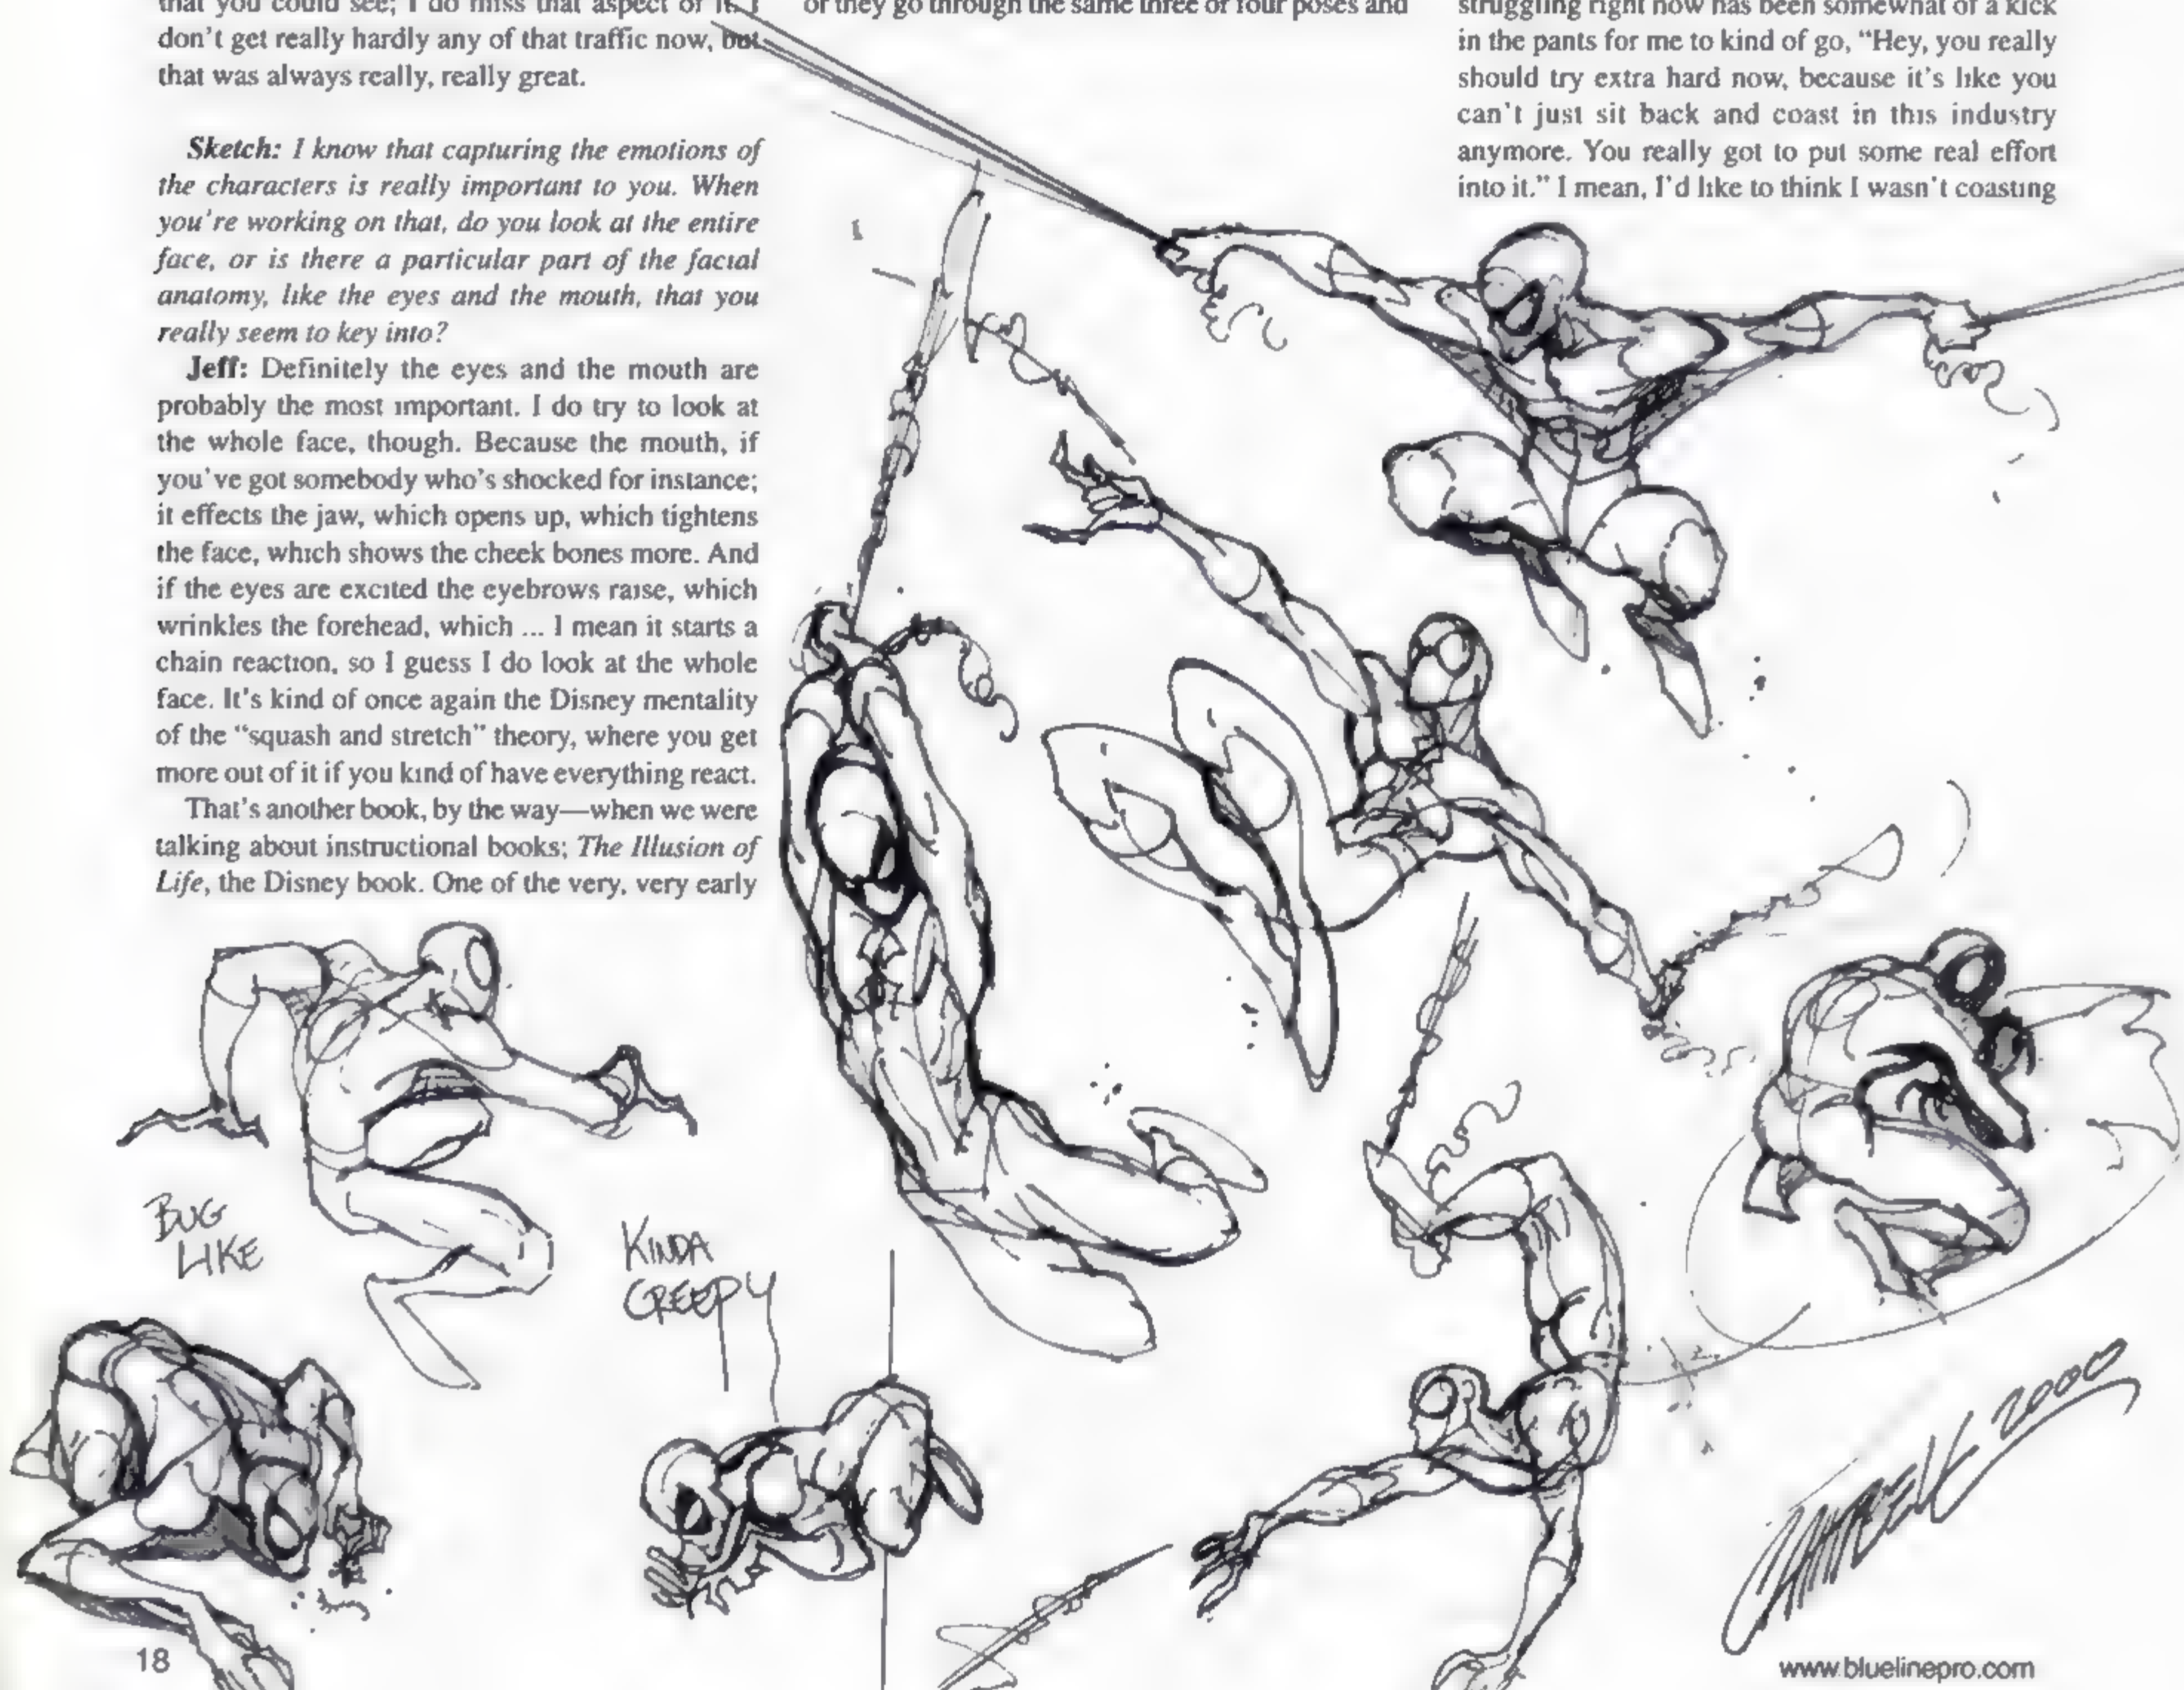 that you could see; I do miss that aspect of it. I
don't get really hardly any of that traffic now, but
that was always really, really great.
Sketch: I know that capturing the emotions of
the characters is really important to you. When
you're working on that, do you look at the entire
face, or is there a particular part of the facial
anatomy, like the eyes and the mouth, that you
really seem to key into?
Jeff: Definitely the eyes and the mouth are
probably the most important. I do try to look at
the whole face, though. Because the mouth, if
you've got somebody who's shocked for instance;
it effects the jaw, which opens up, which tightens
the face, which shows the cheek bones more. And
if the eyes are excited the eyebrows raise, which
wrinkles the forehead, which ... I mean it starts a
chain reaction, so I guess I do look at the whole
face. It's kind of once again the Disney mentality
of the "squash and stretch" theory, where you get
more out of it if you kind of have everything react.
That's another book, by the way—when we were
talking about instructional books; The Illusion of
Life, the Disney book. One of the very, very early
or they go through the same three or four poses and
struggling right now has been somewhat of a kick
in the pants for me to kind of go, "Hey, you really
should try extra hard now, because it's like you
can't just sit back and coast in this industry
anymore. You really got to put some real effort
into it." I mean, I'd like to think I wasn't coasting
BUG
LIKE
KINDA
CREEPY
2000
18
www.bluelinepro.com